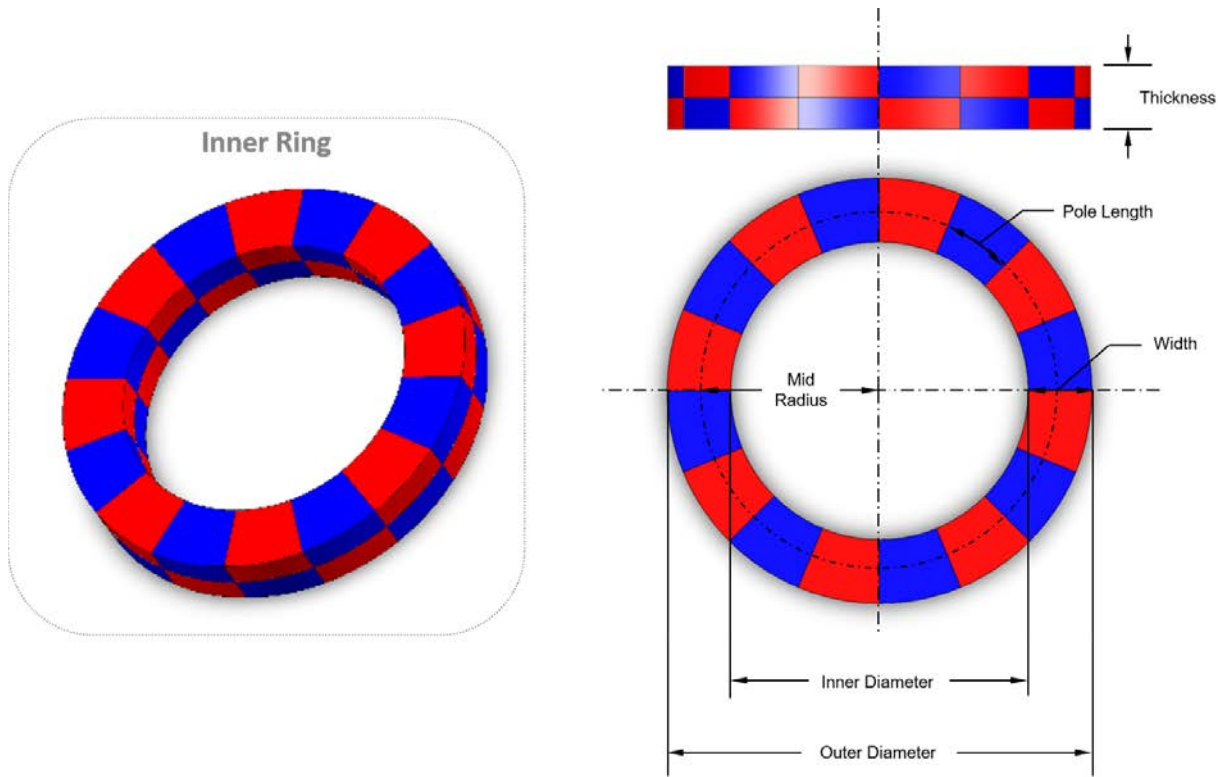 Inner Ring
Thickness
Pole Length
Width
Mid
Radius
Inner Diameter
Outer Diameter